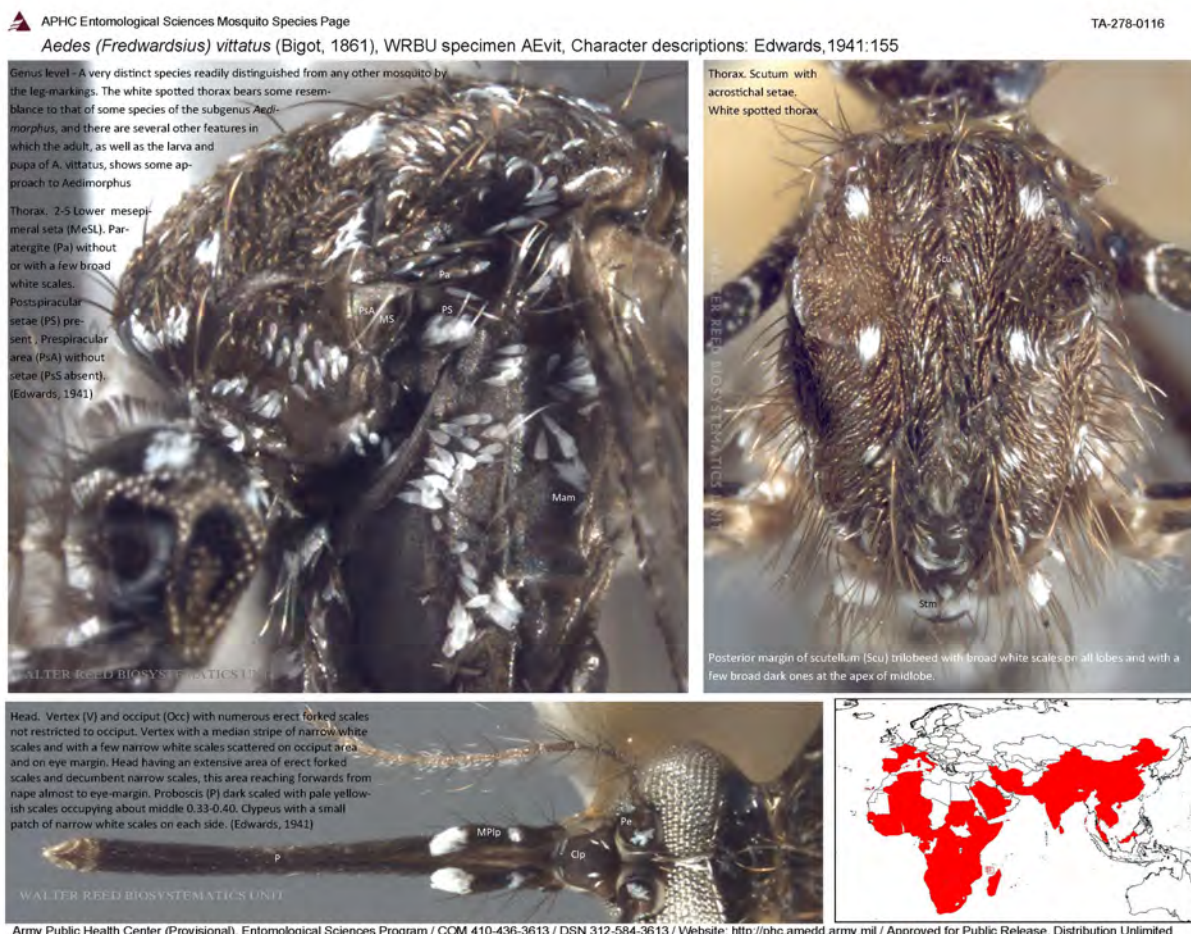 APHC Entomological Sciences Mosquito Species Page
TA-278-0116
Aedes (Fredwardsius) vittatus (Bigot, 1861), WRBU specimen AEvit, Character descriptions: Edwards,1941:155
Genus level - A very distinct species readily distinguished from any other mosquito by
the leg-markings. The white spotted thorax bears some resem-
blance to that of some species of the subgenus Aedi-
morphus, and there are several other features in
which the adult, as well as the larva and
pupa of A. vittatus, shows some ap-
proach to Aedimorphus
Thorax. 2-5 Lower mesepi-
meral seta (MeSL). Par-
atergite (Pa) without
or with a few broad
white scales.
Postspiracular
setae (PS) pre-
sent , Prespiracular
area (PsA) without
setae (PsS absent).
(Edwards, 1941)
Pa
PsA
MS
PS
Mam
WALTER REED BIOSYSTEMATICS UNIT
Thorax. Scutum with
acrostichal setae.
White spotted thorax
Scu
WALTER REED BIOSYSTEMATICS UNIT
Stm
Posterior margin of scutellum (Scu) trilobeed with broad white scales on all lobes and with a
few broad dark ones at the apex of midlobe.
Head. Vertex (V) and occiput (Occ) with numerous erect forked scales
not restricted to occiput. Vertex with a median stripe of narrow white
scales and with a few narrow white scales scattered on occiput area
and on eye margin. Head having an extensive area of erect forked
scales and decumbent narrow scales, this area reaching forwards from
nape almost to eye-margin. Proboscis (P) dark scaled with pale yellow-
ish scales occupying about middle 0.33-0.40. Clypeus with a small
patch of narrow white scales on each side. (Edwards, 1941)
P
MPlp
Clp
Pe
WALTER REED BIOSYSTEMATICS UNIT
Army Public Health Center (Provisional), Entomological Sciences Program / COM 410-436-3613 / DSN 312-584-3613 / Website: http://phc.amedd.army.mil / Approved for Public Release, Distribution Unlimited